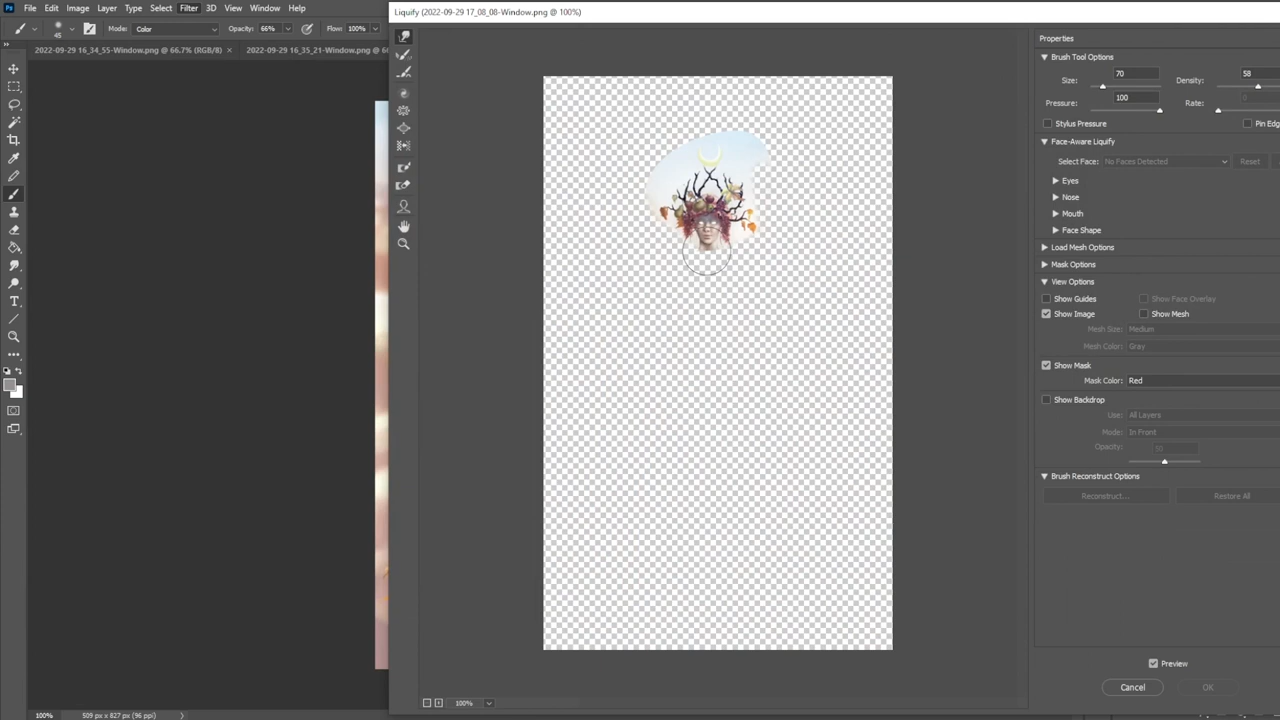 Ps File Edit Image Layer Type Select Filter 3D View Window Help
Liquify (2022-09-29 17_08_08-Window.png @ 100%)
45 Mode: Color Opacity: 66% Flow: 100%
2022-09-29 16_34_55-Window.png @ 66.7% (RGB/8) × 2022-09-29 16_35_21-Window.png @ 66
Properties
Brush Tool Options
Size: 70 Density: 58
Pressure: 100 Rate: 0
Stylus Pressure Pin Edg
Face-Aware Liquify
Select Face: No Faces Detected Reset
Eyes
Nose
Mouth
Face Shape
Load Mesh Options
Mask Options
View Options
Show Guides Show Face Overlay
Show Image Show Mesh
Mesh Size: Medium
Mesh Color: Gray
Show Mask
Mask Color: Red
Show Backdrop
Use: All Layers
Mode: In Front
Opacity: 50
Brush Reconstruct Options
Reconstruct... Restore All
Preview
Cancel OK
100%
100% 509 px x 827 px (96 ppi)